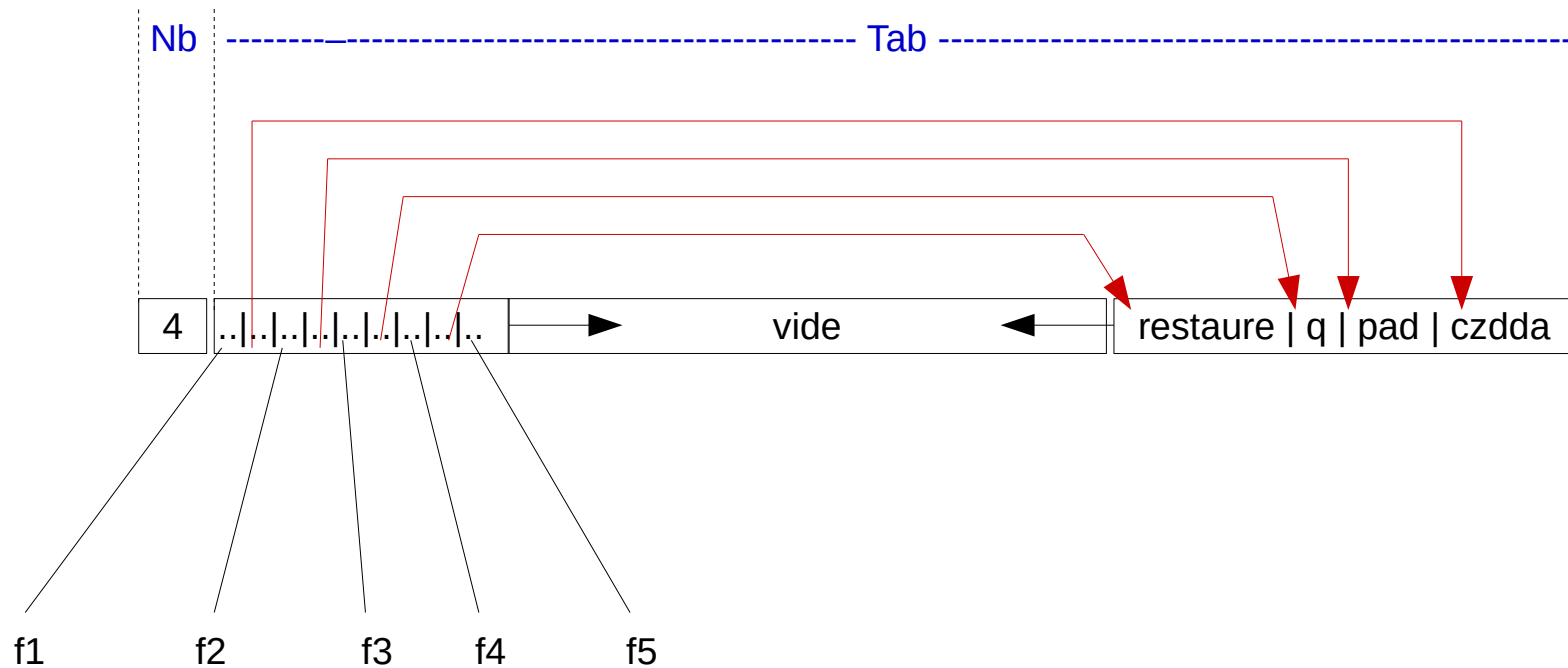 Nb --------–------------------------------------------------- Tab ---------------------------------------------------------------
4 ..|..|..|..|..|..|..|..|.. vide restaure | q | pad | czdda
f1 f2 f3 f4 f5